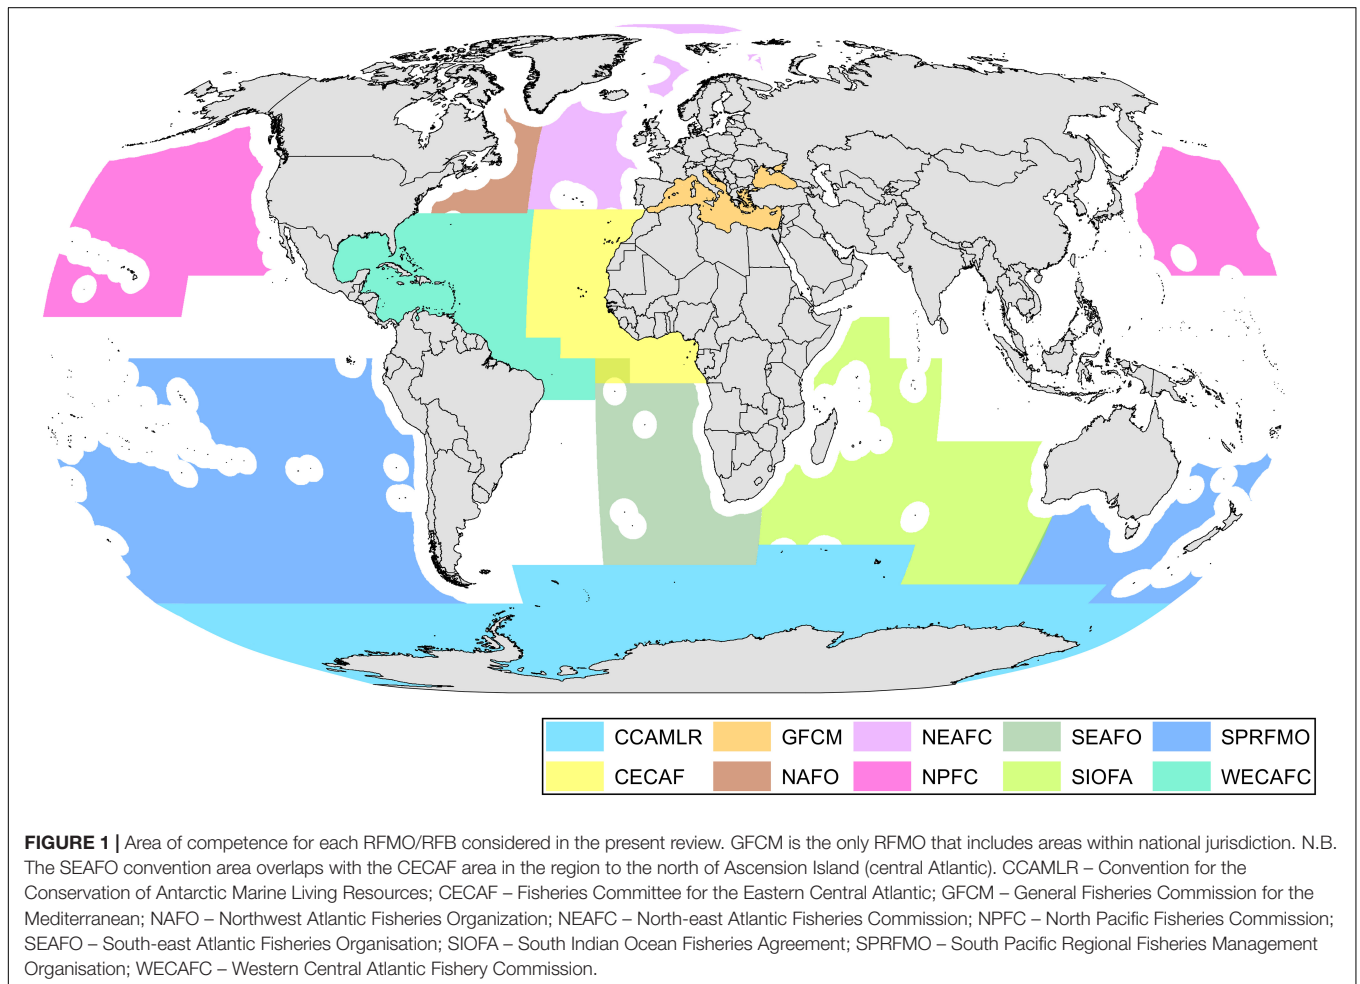 CCAMLR GFCM NEAFC SEAFO SPRFMO
CECAF NAFO NPFC SIOFA WECAFC
FIGURE 1 | Area of competence for each RFMO/RFB considered in the present review. GFCM is the only RFMO that includes areas within national jurisdiction. N.B.
The SEAFO convention area overlaps with the CECAF area in the region to the north of Ascension Island (central Atlantic). CCAMLR – Convention for the
Conservation of Antarctic Marine Living Resources; CECAF – Fisheries Committee for the Eastern Central Atlantic; GFCM – General Fisheries Commission for the
Mediterranean; NAFO – Northwest Atlantic Fisheries Organization; NEAFC – North-east Atlantic Fisheries Commission; NPFC – North Pacific Fisheries Commission;
SEAFO – South-east Atlantic Fisheries Organisation; SIOFA – South Indian Ocean Fisheries Agreement; SPRFMO – South Pacific Regional Fisheries Management
Organisation; WECAFC – Western Central Atlantic Fishery Commission.